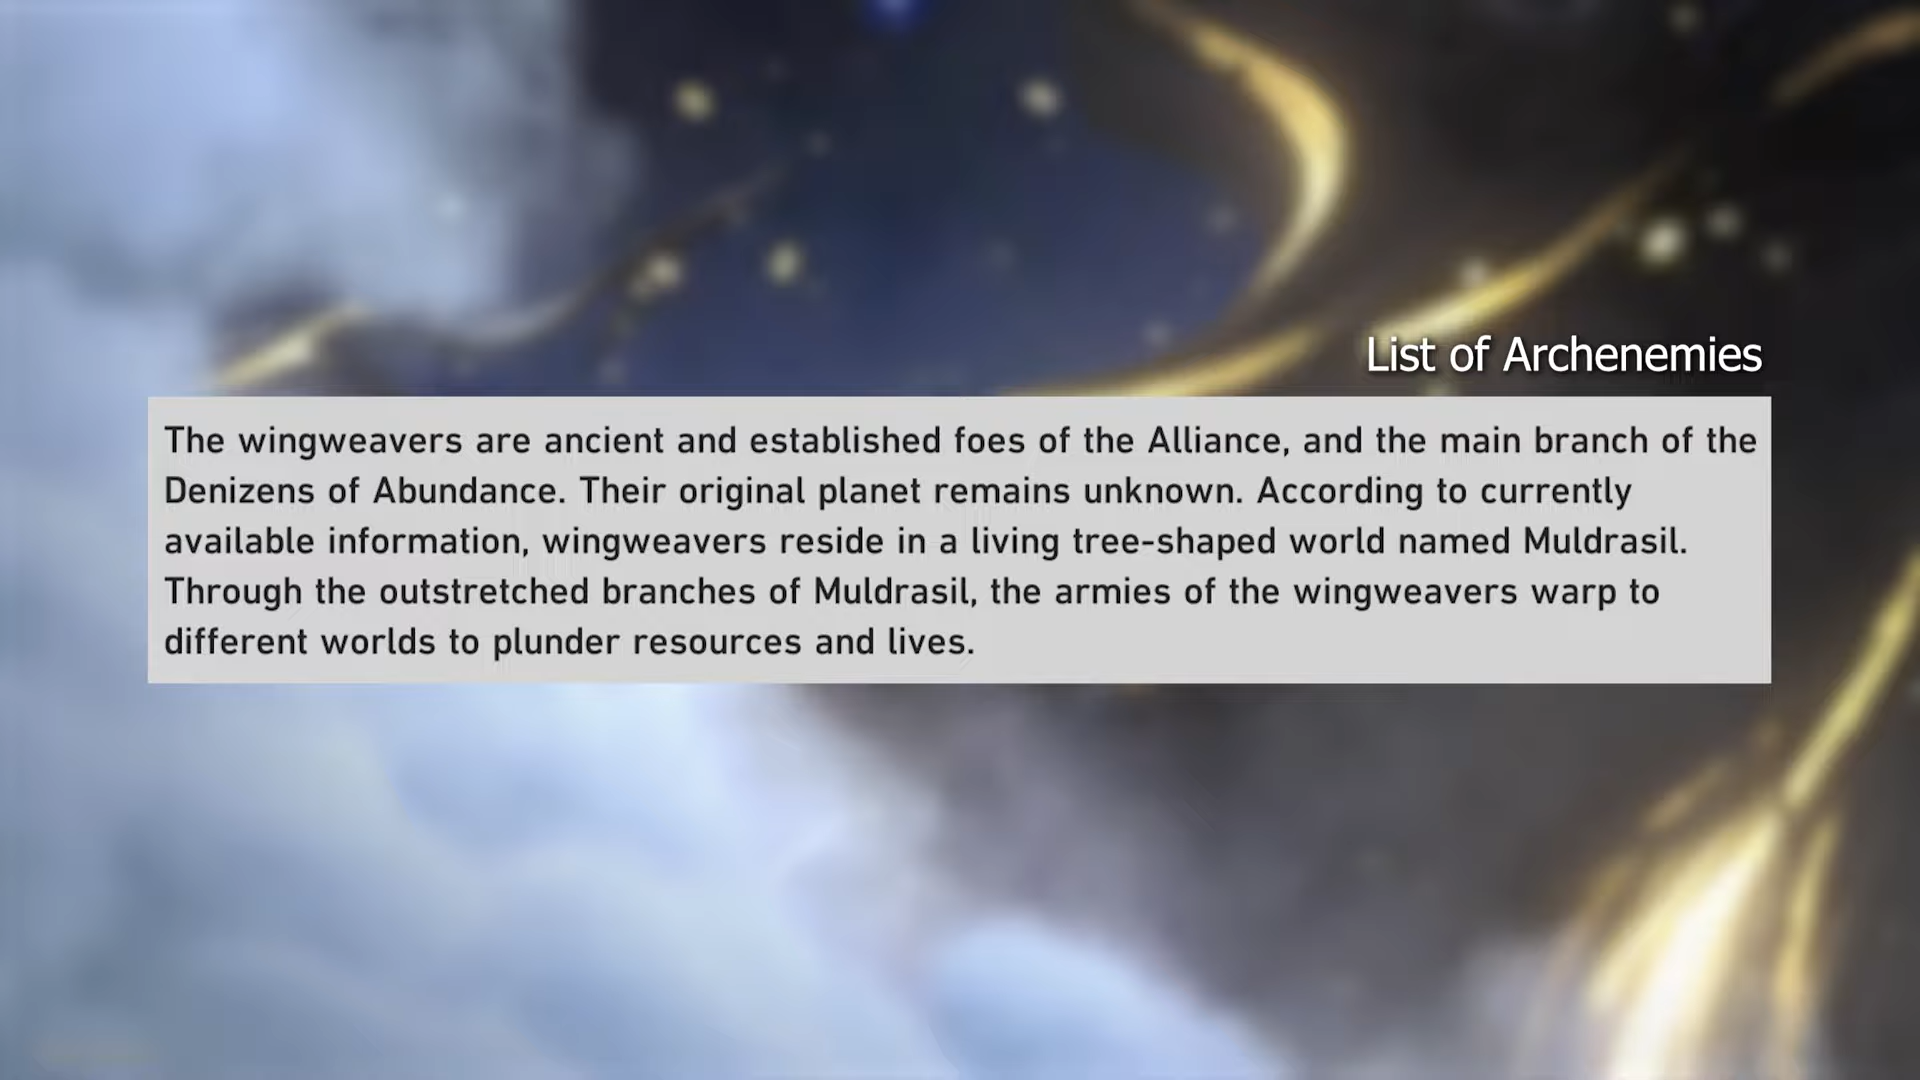 List of Archenemies
The wingweavers are ancient and established foes of the Alliance, and the main branch of the
Denizens of Abundance. Their original planet remains unknown. According to currently
available information, wingweavers reside in a living tree-shaped world named Muldrasil.
Through the outstretched branches of Muldrasil, the armies of the wingweavers warp to
different worlds to plunder resources and lives.